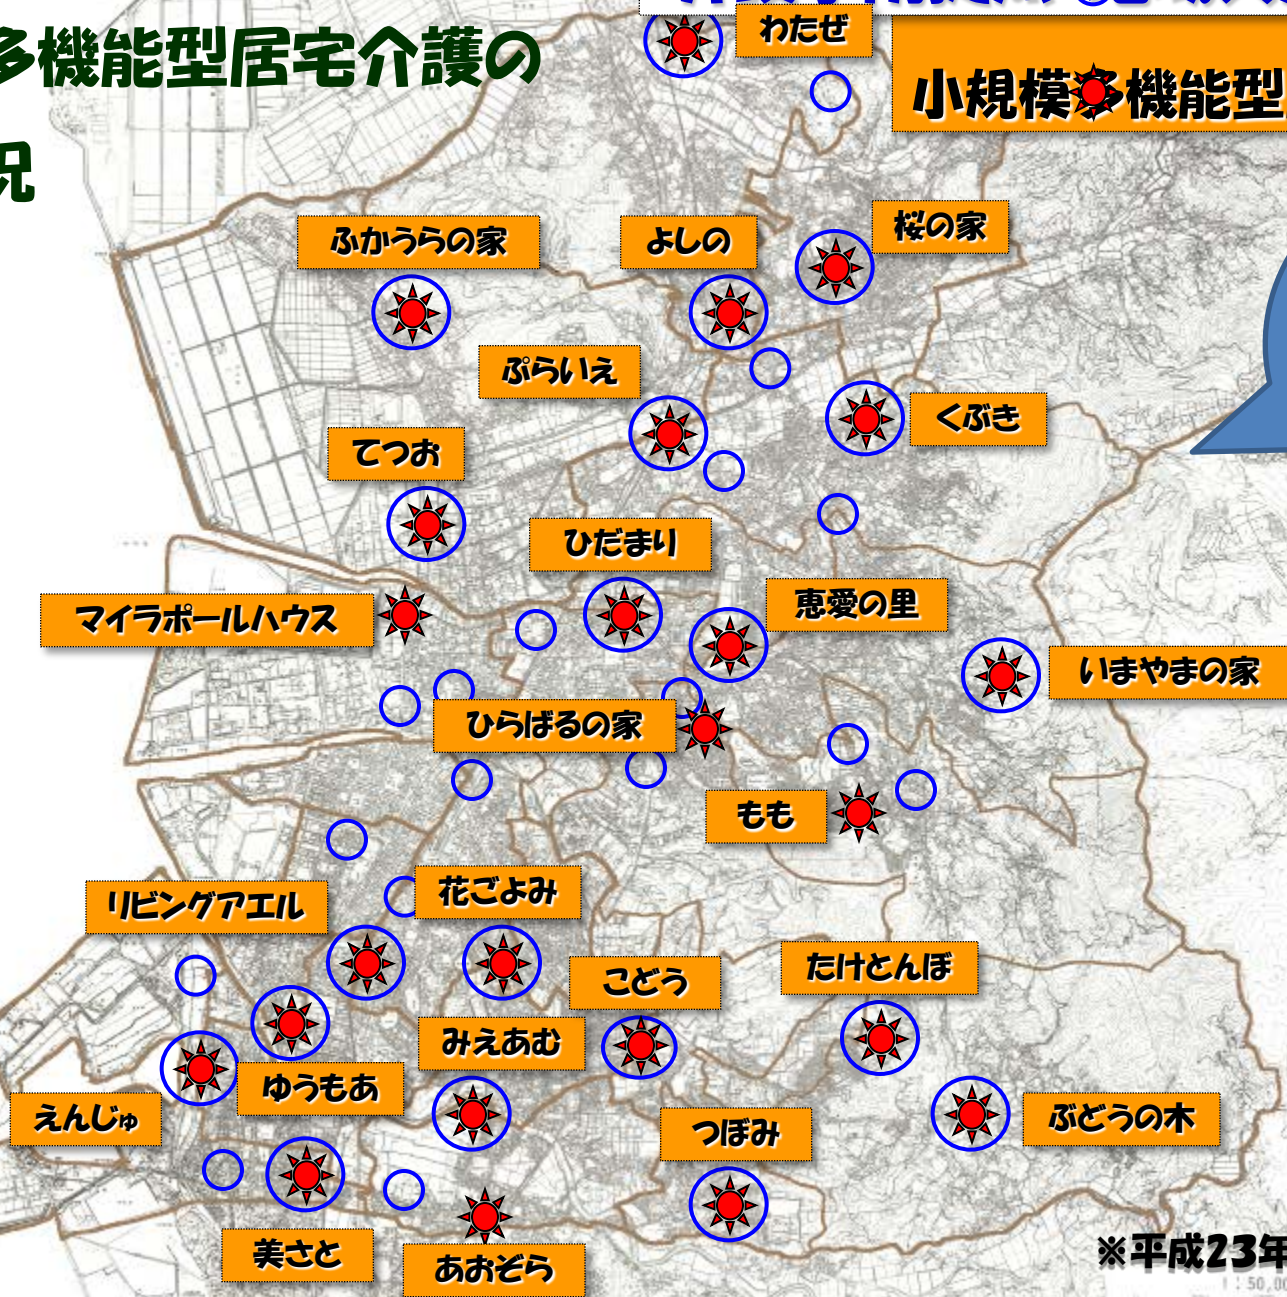 多機能型居宅介護の
況
わたぜ
小規模多機能型
ふかうらの家
よしの
桜の家
ぷらいえ
くぶき
てつお
ひだまり
マイラポールハウス
恵愛の里
いまやまの家
ひらばるの家
もも
リビングアエル
花ごよみ
こどう
たけとんぼ
みえあむ
ゆうもあ
えんじゅ
つぼみ
ぶどうの木
美さと
あおぞら
※平成23年